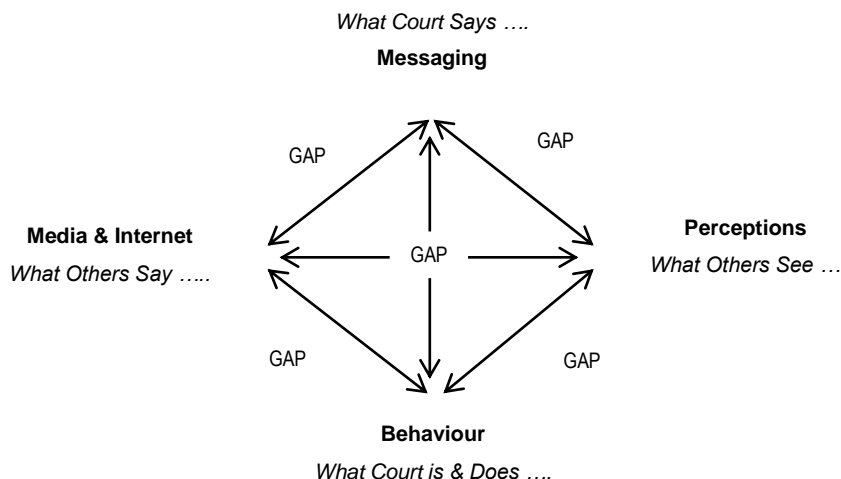 What Court Says ….
Messaging
GAP
GAP
Media & Internet
What Others Say …..
GAP
Perceptions
What Others See …
GAP
GAP
Behaviour
What Court is & Does ….